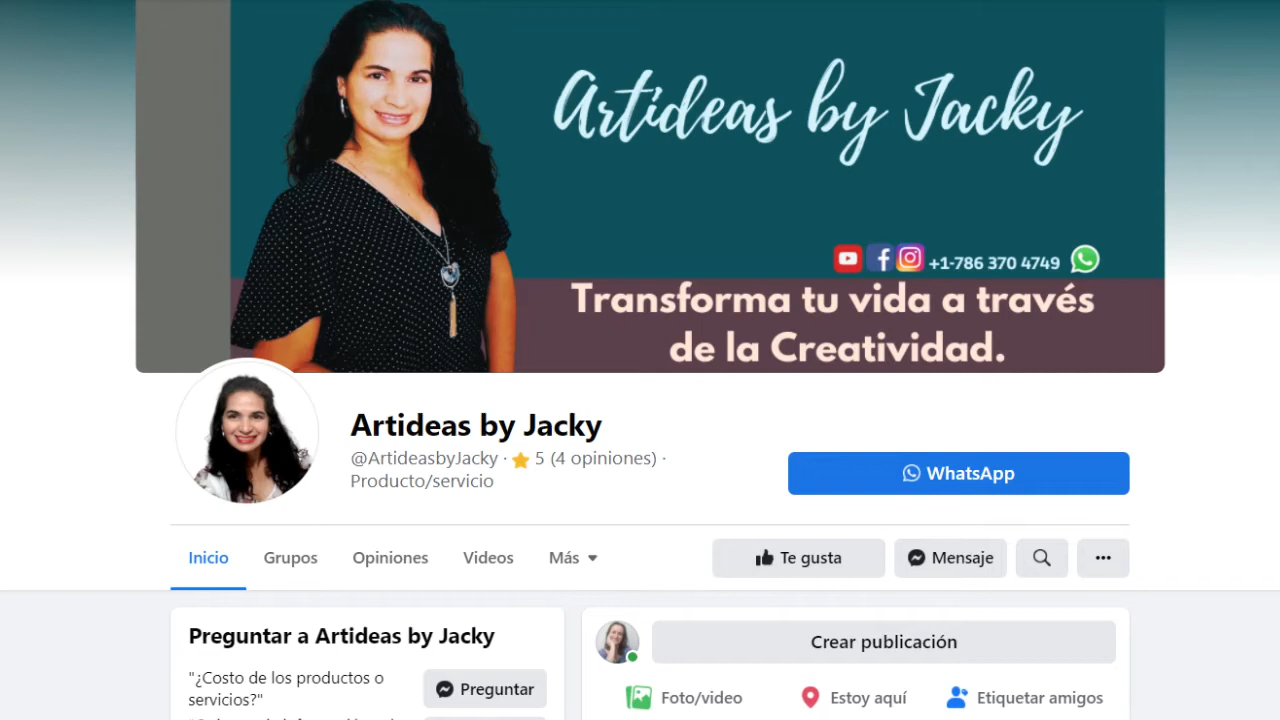 Artideas by Jacky
+1-786 370 4749
Transforma tu vida a través
de la Creatividad.
Artideas by Jacky
@ArtideasbyJacky · 5 (4 opiniones) ·
Producto/servicio
WhatsApp
Inicio Grupos Opiniones Videos Más Te gusta Mensaje
Preguntar a Artideas by Jacky
"¿Costo de los productos o
servicios?"
Preguntar
Crear publicación
Foto/video Estoy aquí Etiquetar amigos